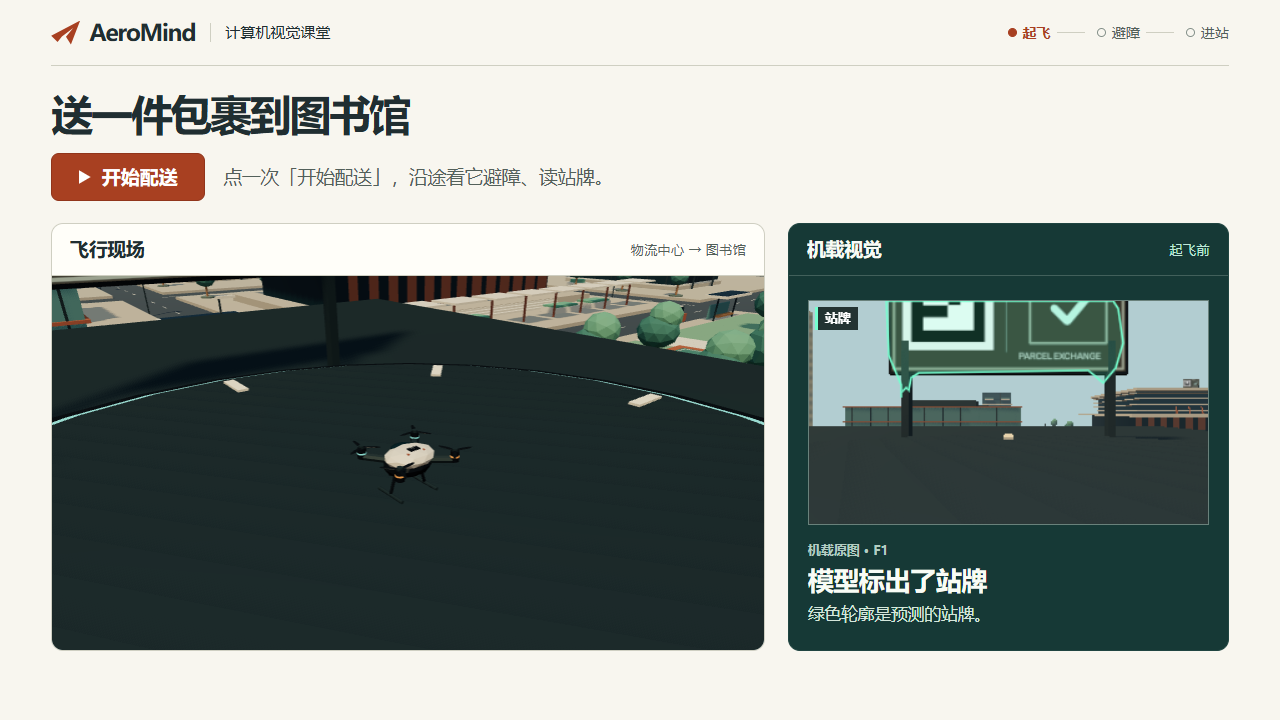 AeroMind
计算机视觉课堂
起飞
避障
进站
送一件包裹到图书馆
开始配送
点一次「开始配送」，沿途看它避障、读站牌。
飞行现场
物流中心 → 图书馆
机载视觉
起飞前
站牌
PARCEL EXCHANGE
机载原图 • F1
模型标出了站牌
绿色轮廓是预测的站牌。